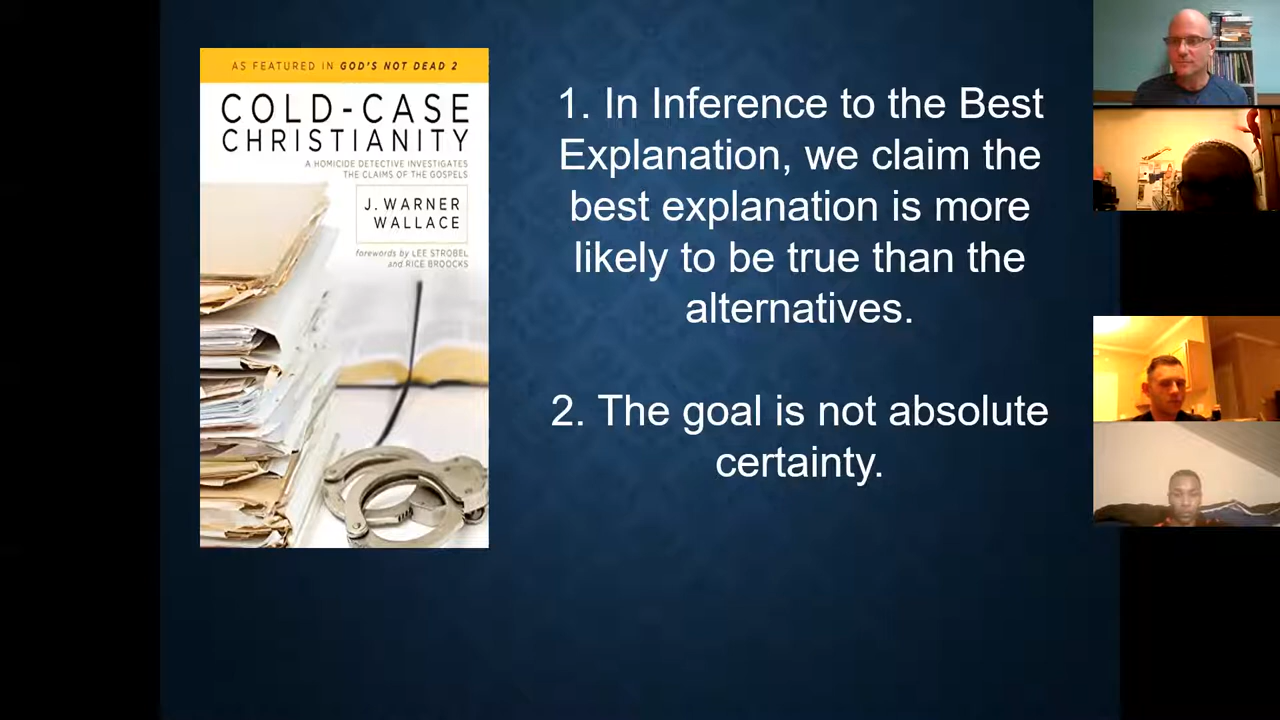 AS FEATURED IN GOD'S NOT DEAD 2
COLD-CASE
CHRISTIANITY
A HOMICIDE DETECTIVE INVESTIGATES
THE CLAIMS OF THE GOSPELS
J. WARNER
WALLACE
forewords by LEE STROBEL
and RICE BROOCKS
1. In Inference to the Best
Explanation, we claim the
best explanation is more
likely to be true than the
alternatives.
2. The goal is not absolute
certainty.